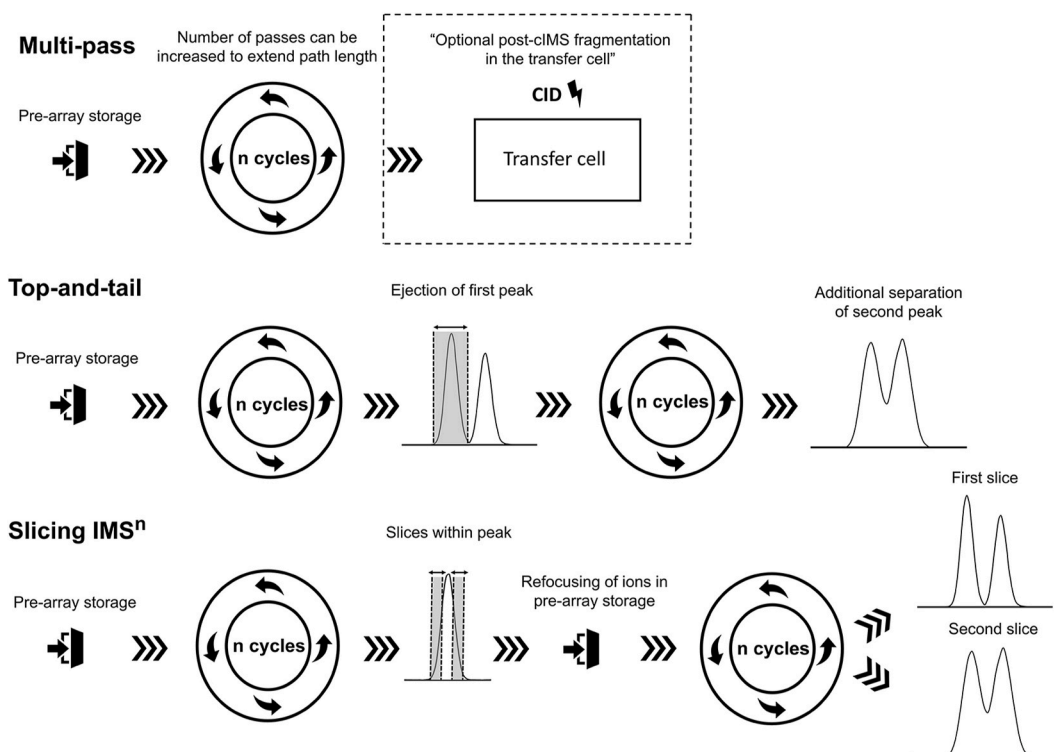 Multi-pass
Number of passes can be
increased to extend path length
"Optional post-cIMS fragmentation
in the transfer cell"
CID
Pre-array storage
n cycles
Transfer cell
Top-and-tail
Ejection of first peak
Additional separation
of second peak
Pre-array storage
n cycles
n cycles
First slice
Slicing IMSⁿ
Slices within peak
Pre-array storage
Refocusing of ions in
pre-array storage
n cycles
n cycles
Second slice